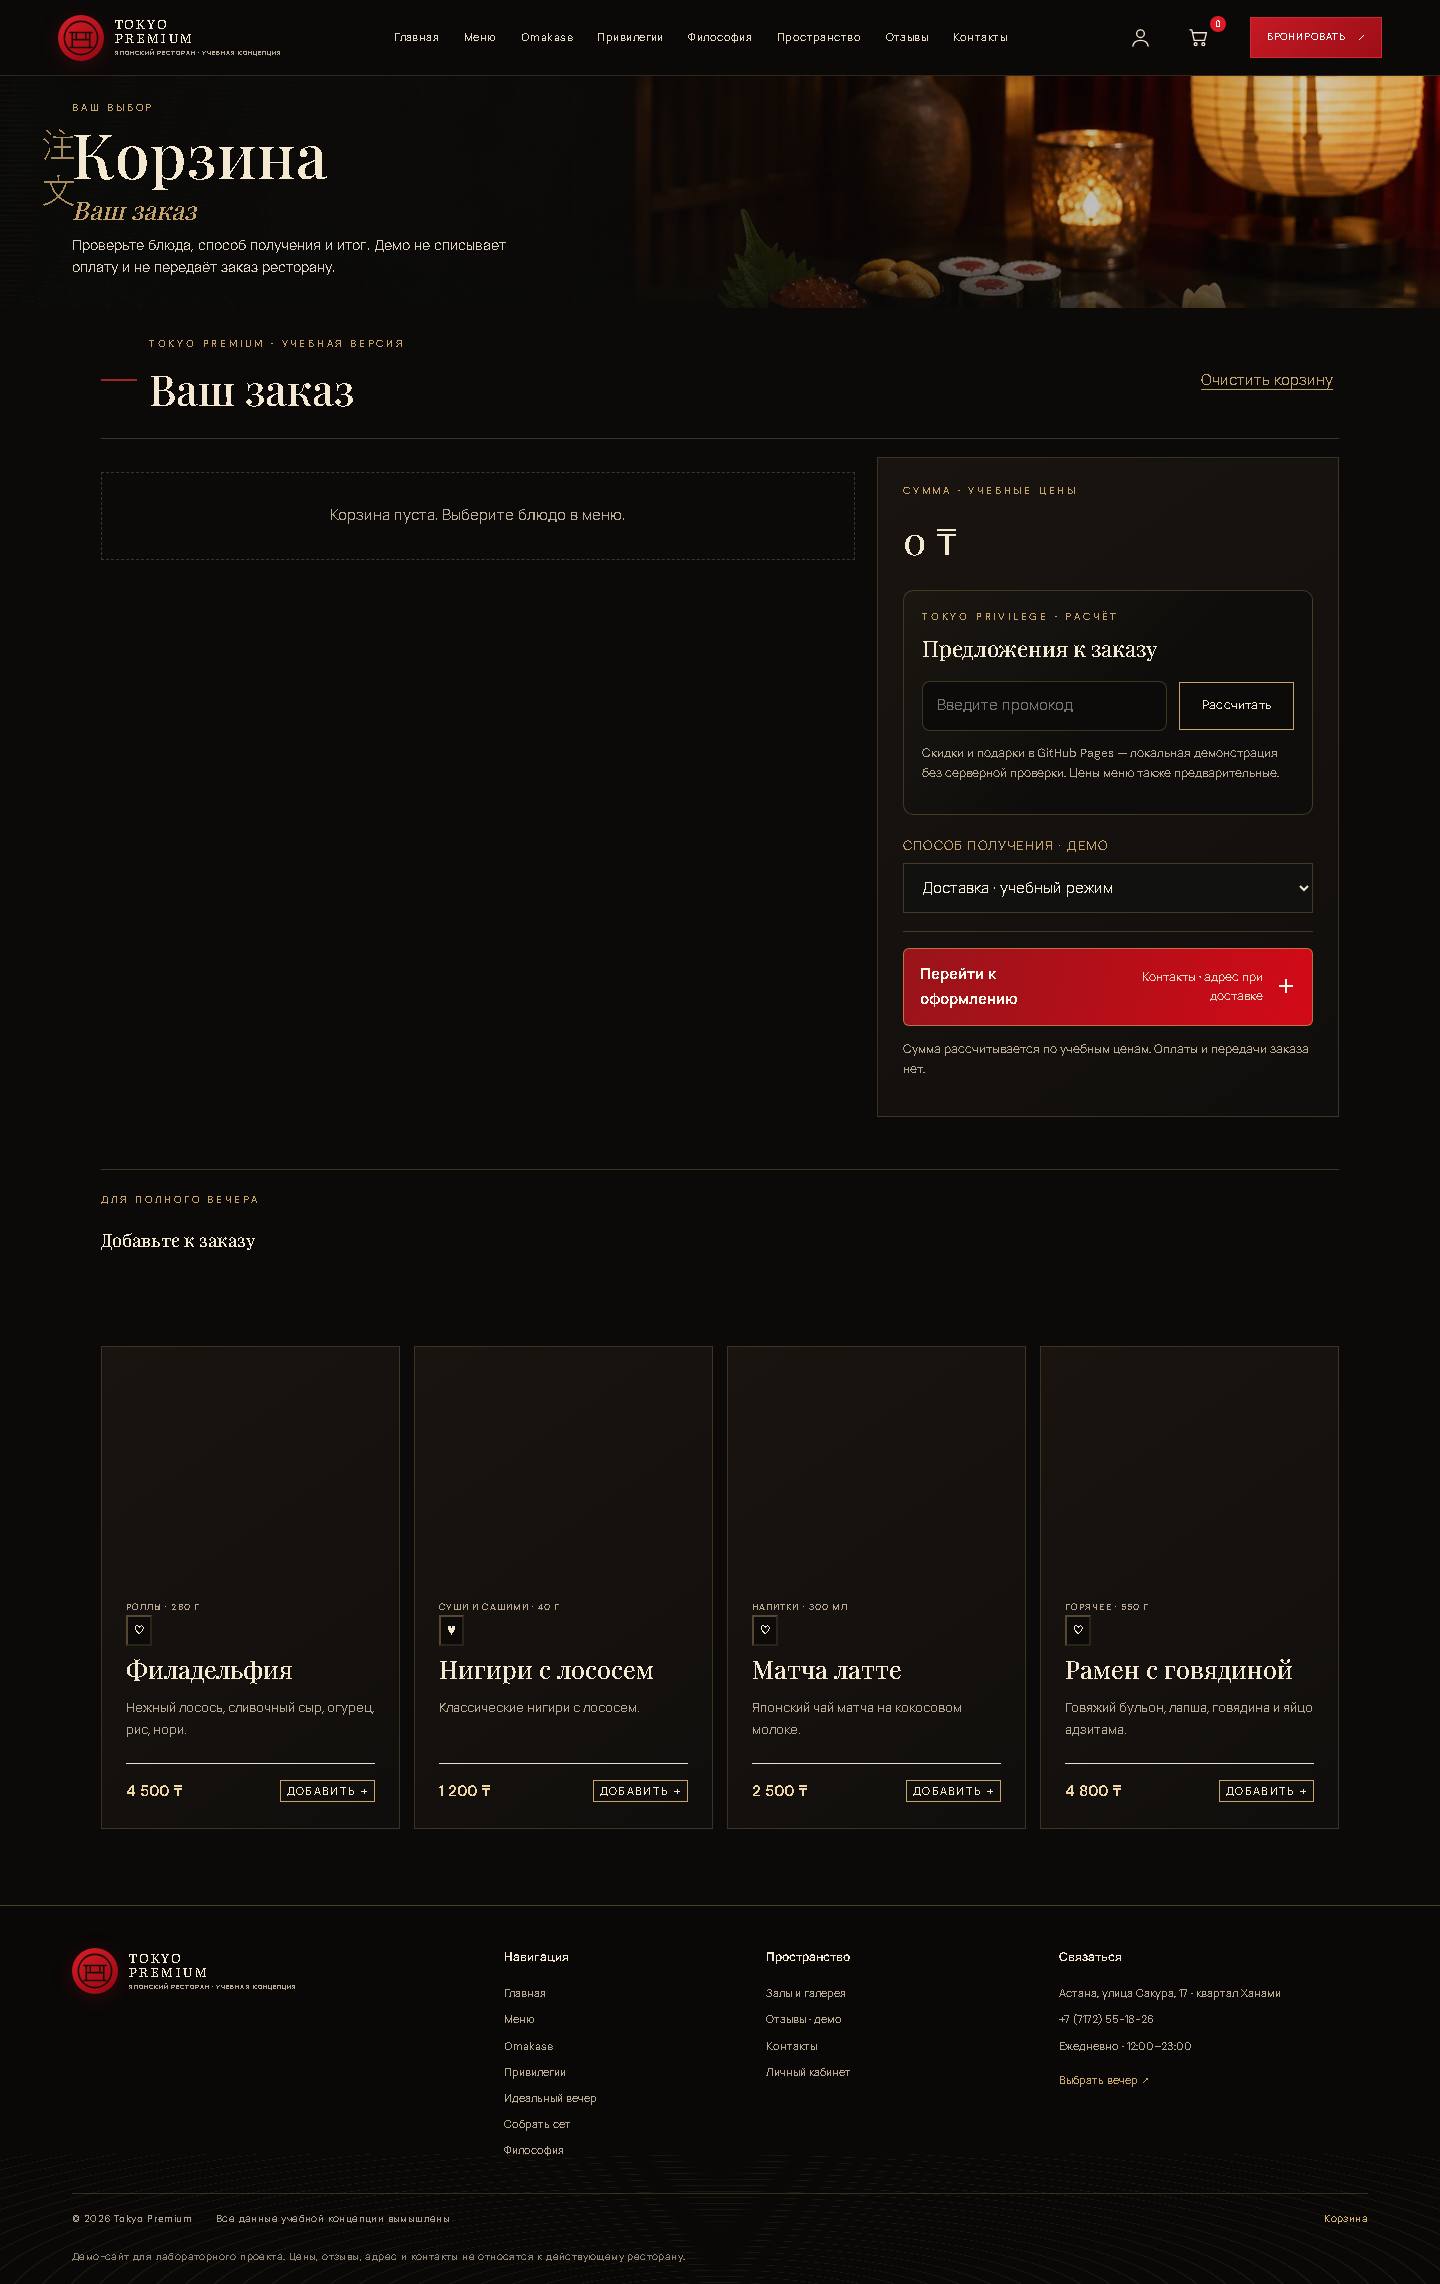 TOKYO
PREMIUM
ЯПОНСКИЙ РЕСТОРАН · УЧЕБНАЯ КОНЦЕПЦИЯ
Главная Меню Omakase Привилегии Философия Пространство Отзывы Контакты
0
БРОНИРОВАТЬ ↗
ВАШ ВЫБОР
注文
Корзина
Ваш заказ
Проверьте блюда, способ получения и итог. Демо не списывает
оплату и не передаёт заказ ресторану.
TOKYO PREMIUM · УЧЕБНАЯ ВЕРСИЯ
Ваш заказ
Очистить корзину
Корзина пуста. Выберите блюдо в меню.
СУММА · УЧЕБНЫЕ ЦЕНЫ
0 ₸
TOKYO PRIVILEGE · РАСЧЁТ
Предложения к заказу
Введите промокод
Рассчитать
Скидки и подарки в GitHub Pages — локальная демонстрация
без серверной проверки. Цены меню также предварительные.
СПОСОБ ПОЛУЧЕНИЯ · ДЕМО
Доставка · учебный режим
Перейти к
оформлению
Контакты · адрес при
доставке
+
Сумма рассчитывается по учебным ценам. Оплаты и передачи заказа
нет.
ДЛЯ ПОЛНОГО ВЕЧЕРА
Добавьте к заказу
РОЛЛЫ · 280 Г
♡
Филадельфия
Нежный лосось, сливочный сыр, огурец,
рис, нори.
4 500 ₸
ДОБАВИТЬ +
СУШИ И САШИМИ · 40 Г
♥
Нигири с лососем
Классические нигири с лососем.
1 200 ₸
ДОБАВИТЬ +
НАПИТКИ · 300 МЛ
♡
Матча латте
Японский чай матча на кокосовом
молоке.
2 500 ₸
ДОБАВИТЬ +
ГОРЯЧЕЕ · 550 Г
♡
Рамен с говядиной
Говяжий бульон, лапша, говядина и яйцо
адзитама.
4 800 ₸
ДОБАВИТЬ +
TOKYO
PREMIUM
ЯПОНСКИЙ РЕСТОРАН · УЧЕБНАЯ КОНЦЕПЦИЯ
Навигация
Главная
Меню
Omakase
Привилегии
Идеальный вечер
Собрать сет
Философия
Пространство
Залы и галерея
Отзывы · демо
Контакты
Личный кабинет
Связаться
Астана, улица Сакура, 17 · квартал Ханами
+7 (7172) 55-18-26
Ежедневно · 12:00–23:00
Выбрать вечер ↗
© 2026 Tokyo Premium Все данные учебной концепции вымышлены
Корзина
Демо-сайт для лабораторного проекта. Цены, отзывы, адрес и контакты не относятся к действующему ресторану.